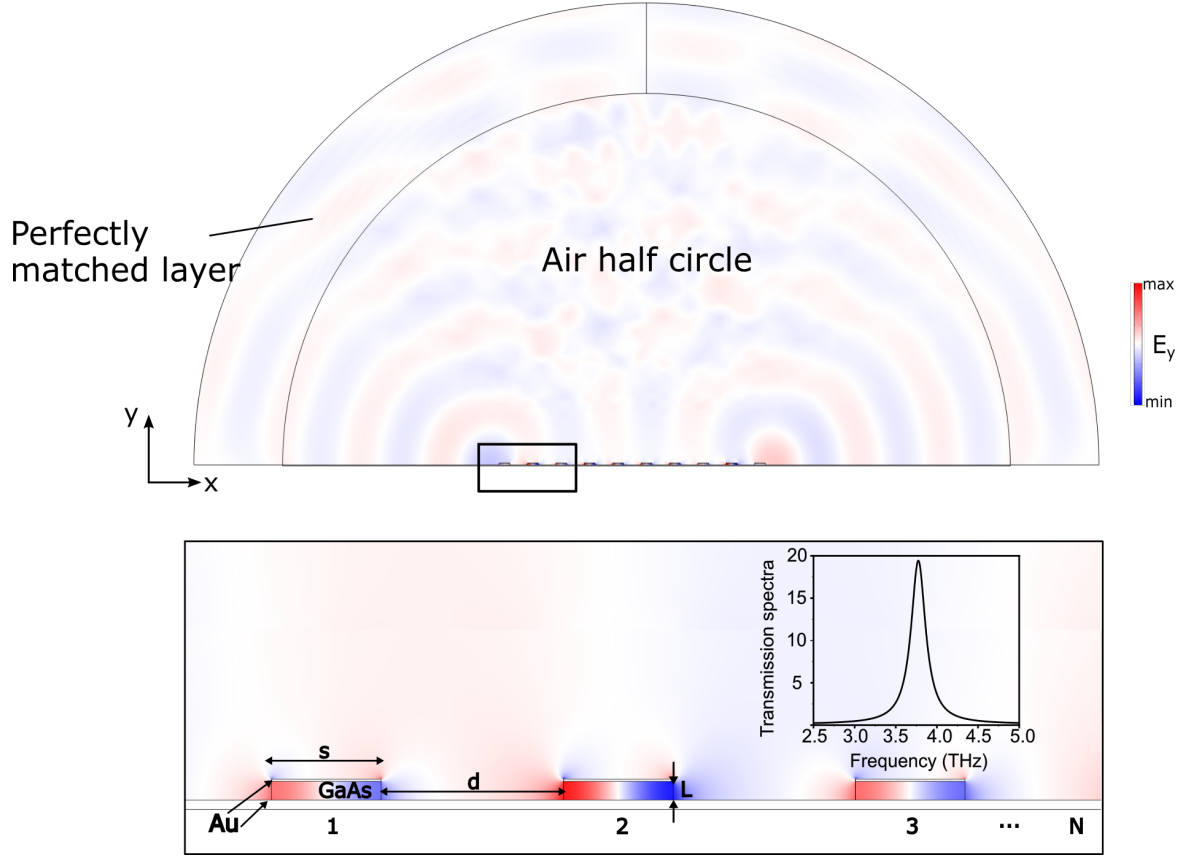 Perfectly
matched layer
Air half circle
max
Ey
min
y
x
Transmission spectra
20
15
10
5
2.5 3.0 3.5 4.0 4.5 5.0
Frequency (THz)
s
GaAs
d
L
Au
1 2 3 ... N